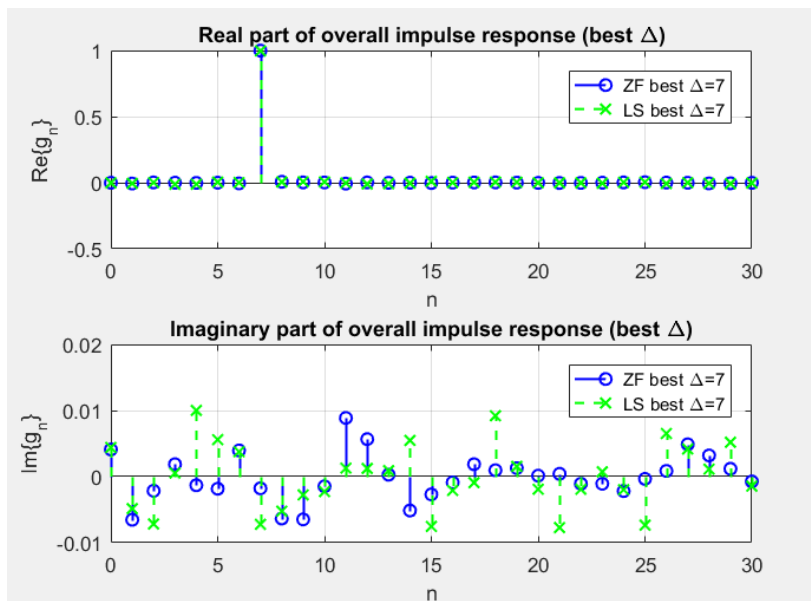 Real part of overall impulse response (best Δ)
1
0.5
0
-0.5
Re{gₙ}
ZF best Δ=7
LS best Δ=7
0 5 10 15 20 25 30
n
Imaginary part of overall impulse response (best Δ)
0.02
0.01
0
-0.01
Im{gₙ}
ZF best Δ=7
LS best Δ=7
0 5 10 15 20 25 30
n